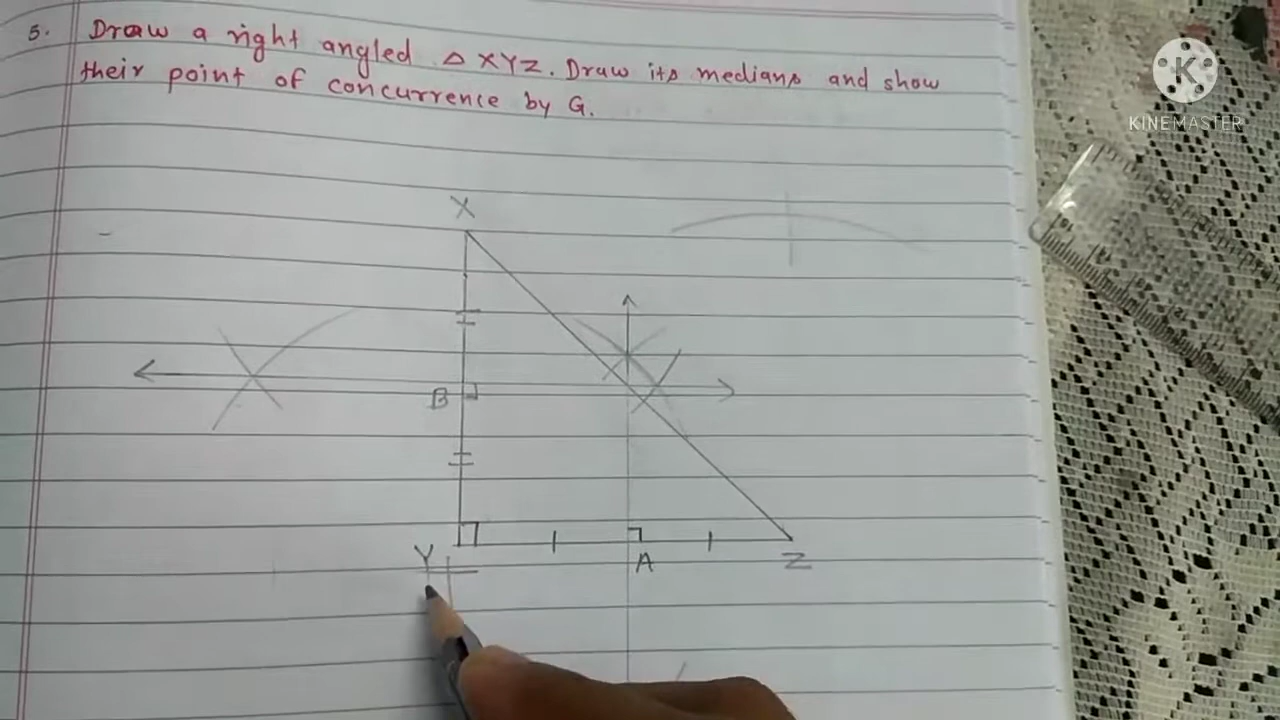 5. Draw a right angled △XYZ. Draw its medians and show
their point of concurrence by G.
K
KINEMASTER
X
B
Y
A
Z